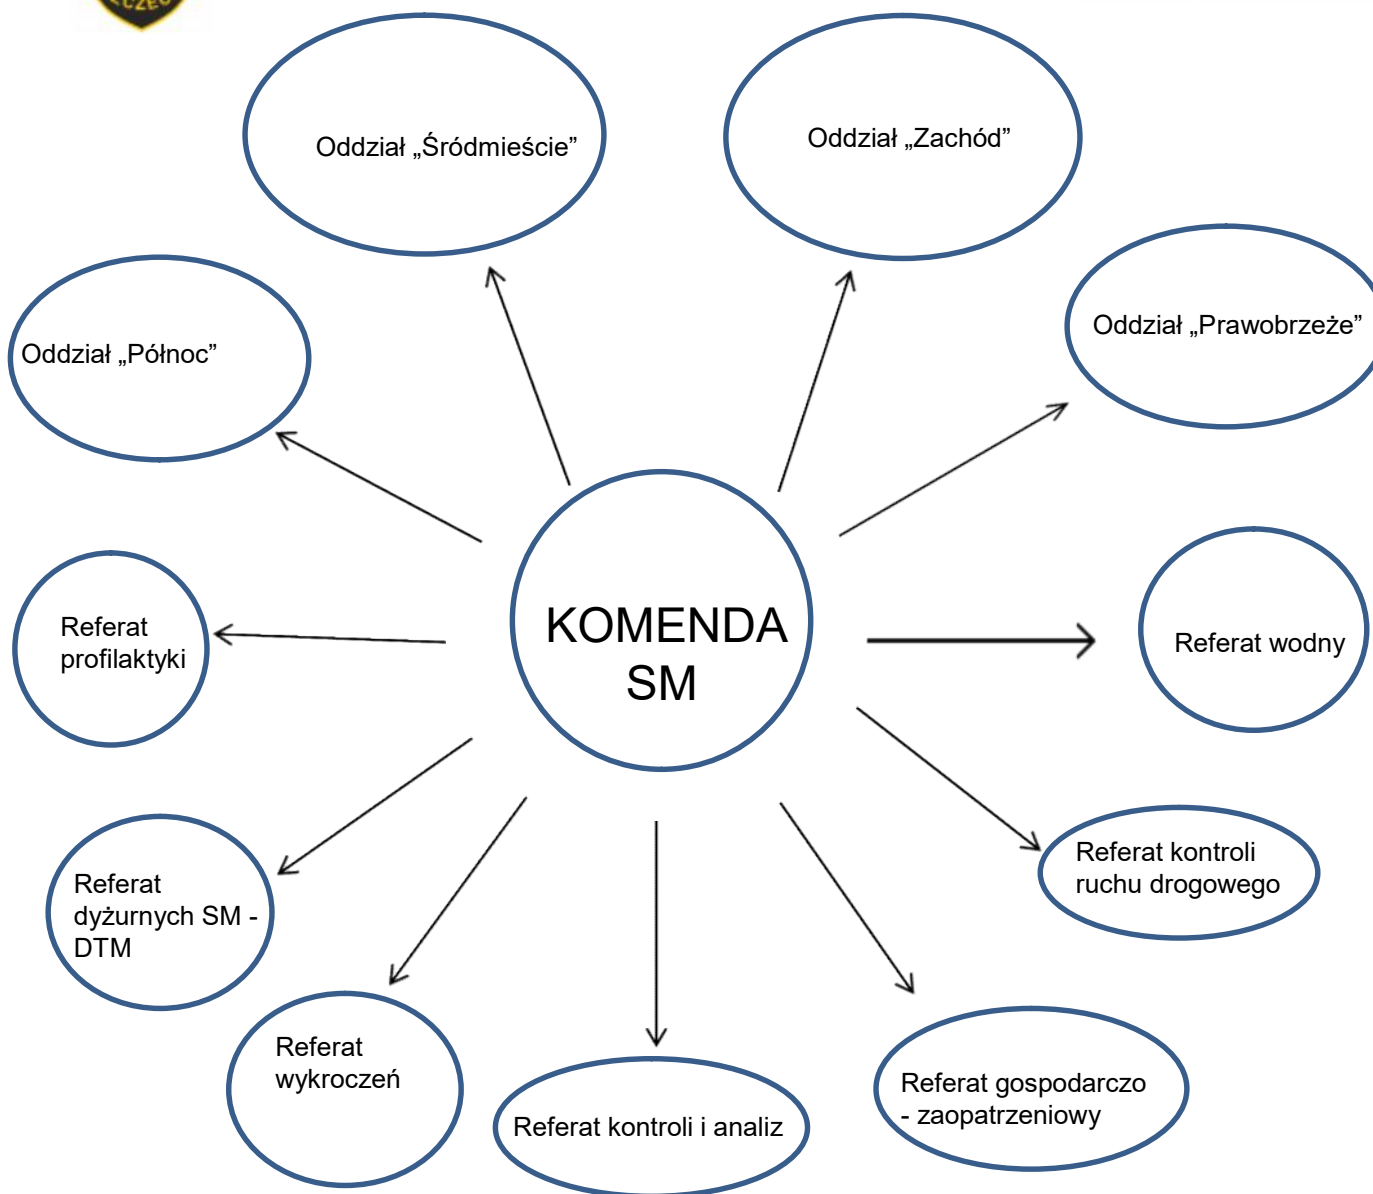 CZEC
Oddział „Śródmieście”
Oddział „Zachód”
Oddział „Prawobrzeże”
Oddział „Północ”
KOMENDA
SM
Referat
profilaktyki
Referat wodny
Referat kontroli
ruchu drogowego
Referat
dyżurnych SM -
DTM
Referat
wykroczeń
Referat kontroli i analiz
Referat gospodarczo
- zaopatrzeniowy